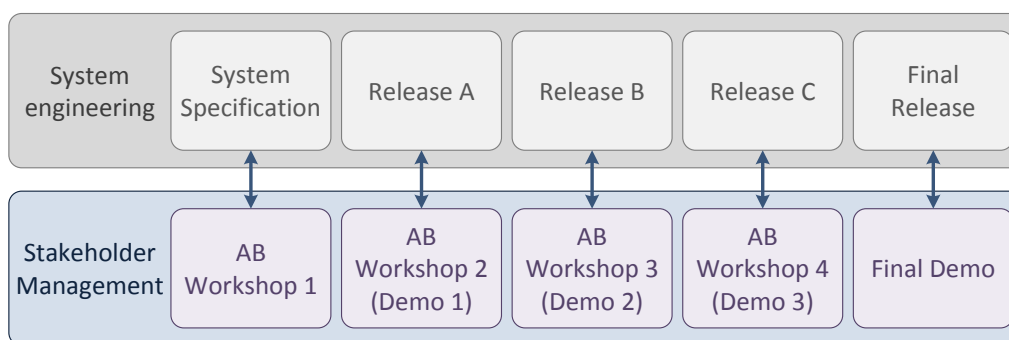 System
engineering
System
Specification
Release A
Release B
Release C
Final
Release
Stakeholder
Management
AB
Workshop 1
AB
Workshop 2
(Demo 1)
AB
Workshop 3
(Demo 2)
AB
Workshop 4
(Demo 3)
Final Demo